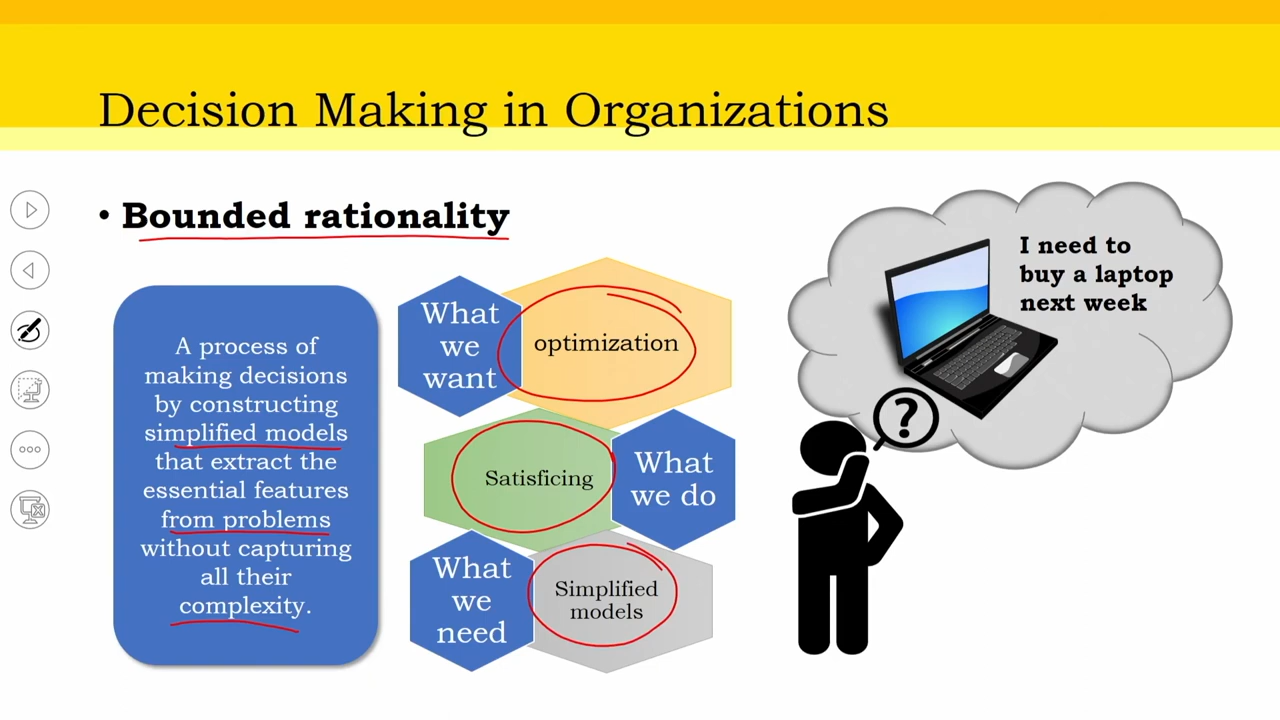 Decision Making in Organizations
• Bounded rationality
A process of
making decisions
by constructing
simplified models
that extract the
essential features
from problems
without capturing
all their
complexity.
What
we
want
optimization
Satisficing
What
we do
What
we
need
Simplified
models
I need to
buy a laptop
next week
?